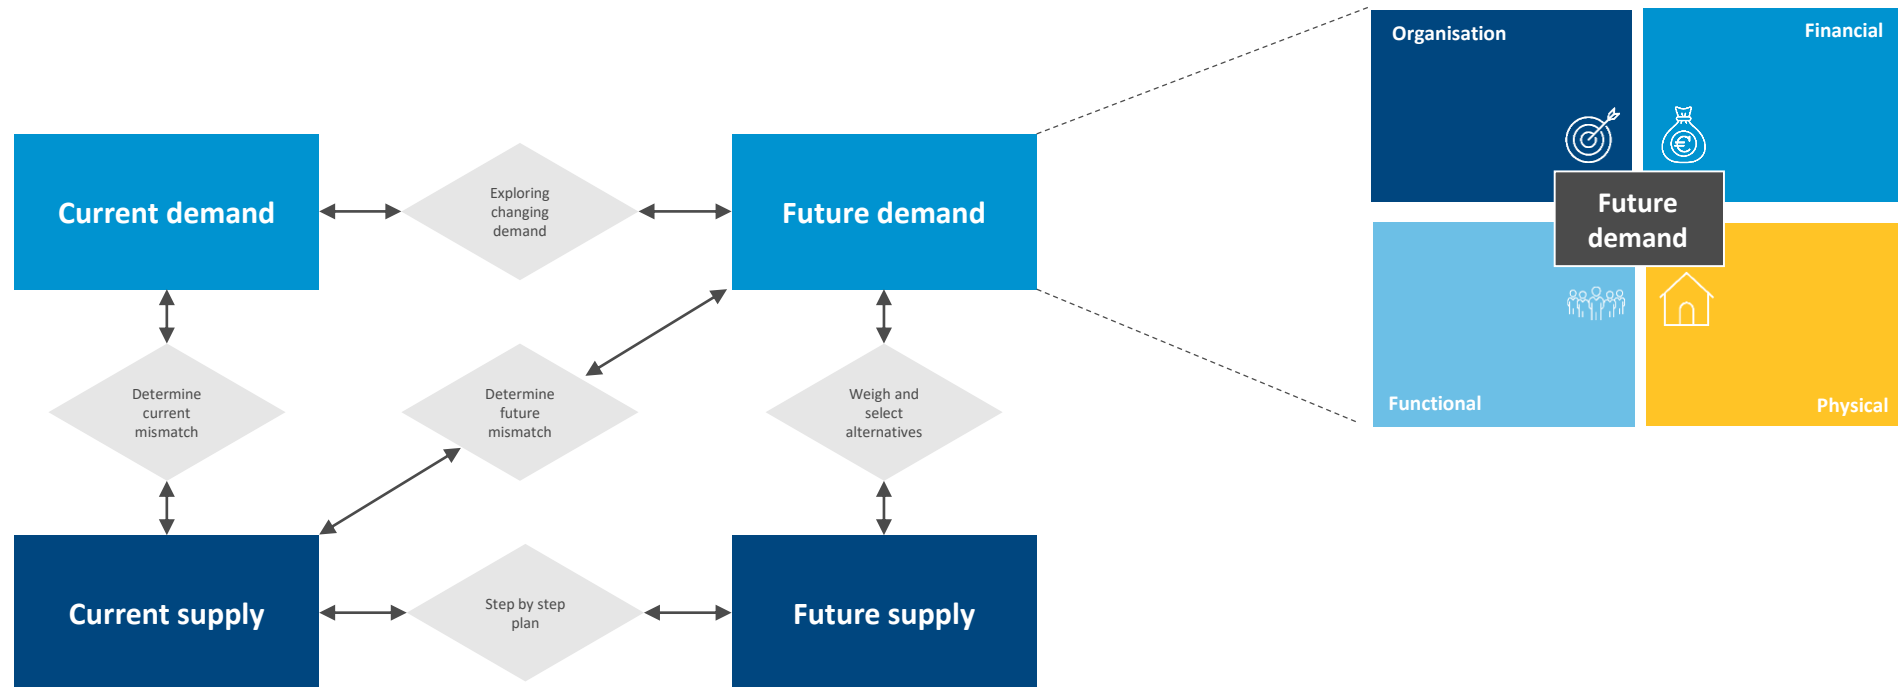 Organisation
Financial
Current demand
Exploring
changing
demand
Future demand
Future
demand
Determine
current
mismatch
Determine
future
mismatch
Weigh and
select
alternatives
Functional
Physical
Current supply
Step by step
plan
Future supply
€